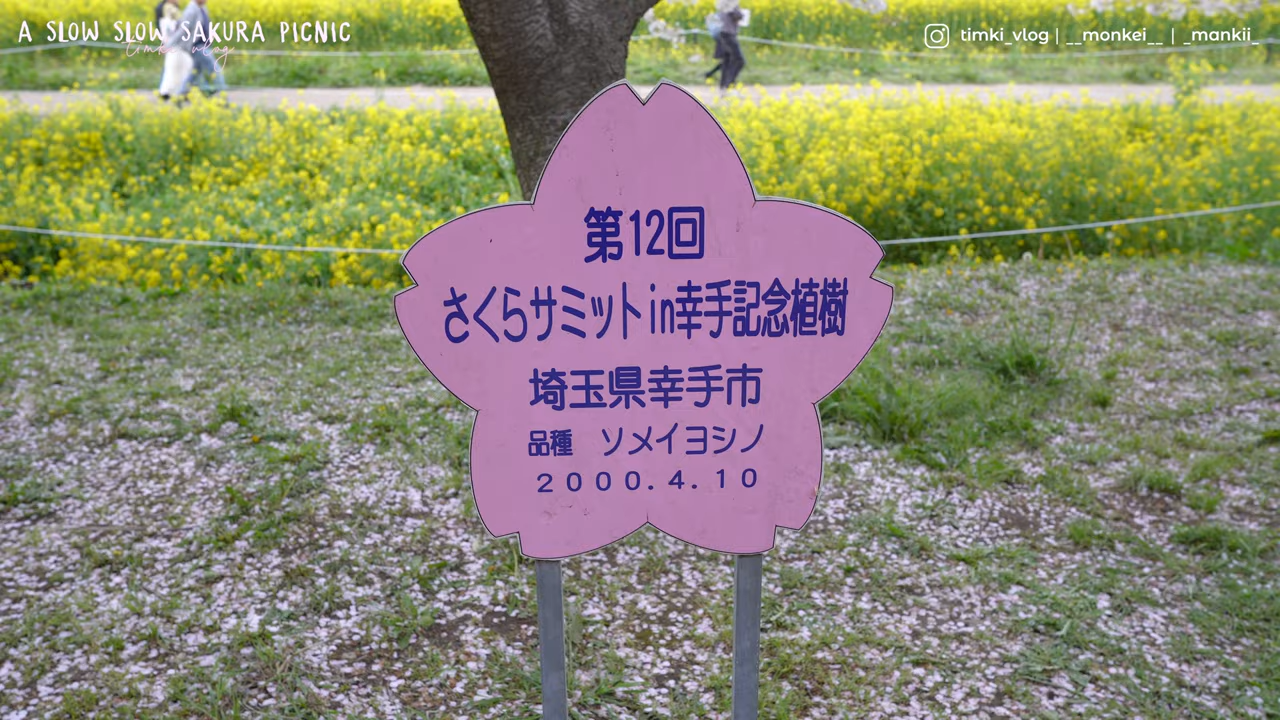 A SLOW SLOW SAKURA PICNIC
timki vlog
timki_vlog | __monkei__ | _mankii_
第12回
さくらサミットin幸手記念植樹
埼玉県幸手市
品種 ソメイヨシノ
2000.4.10